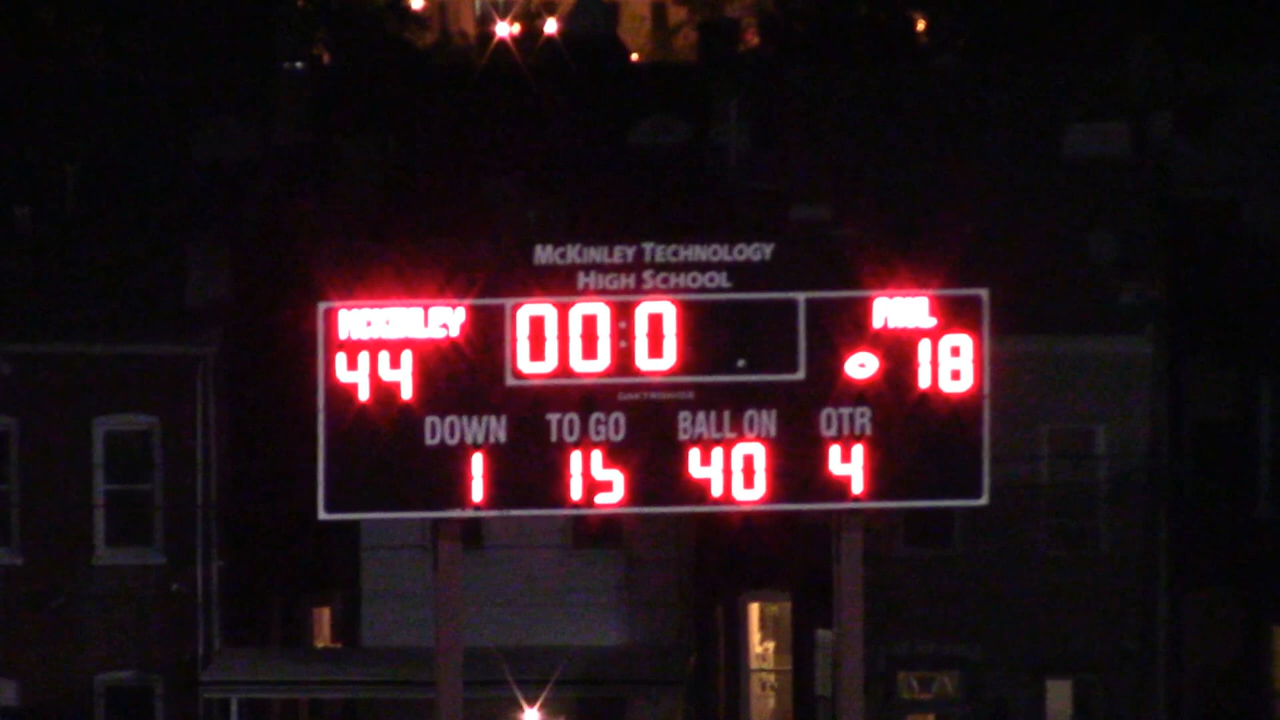 McKINLEY TECHNOLOGY
HIGH SCHOOL
MCKINLEY 00:0
44 18
DAKTRONICS
DOWN TO GO BALL ON QTR
1 15 40 4